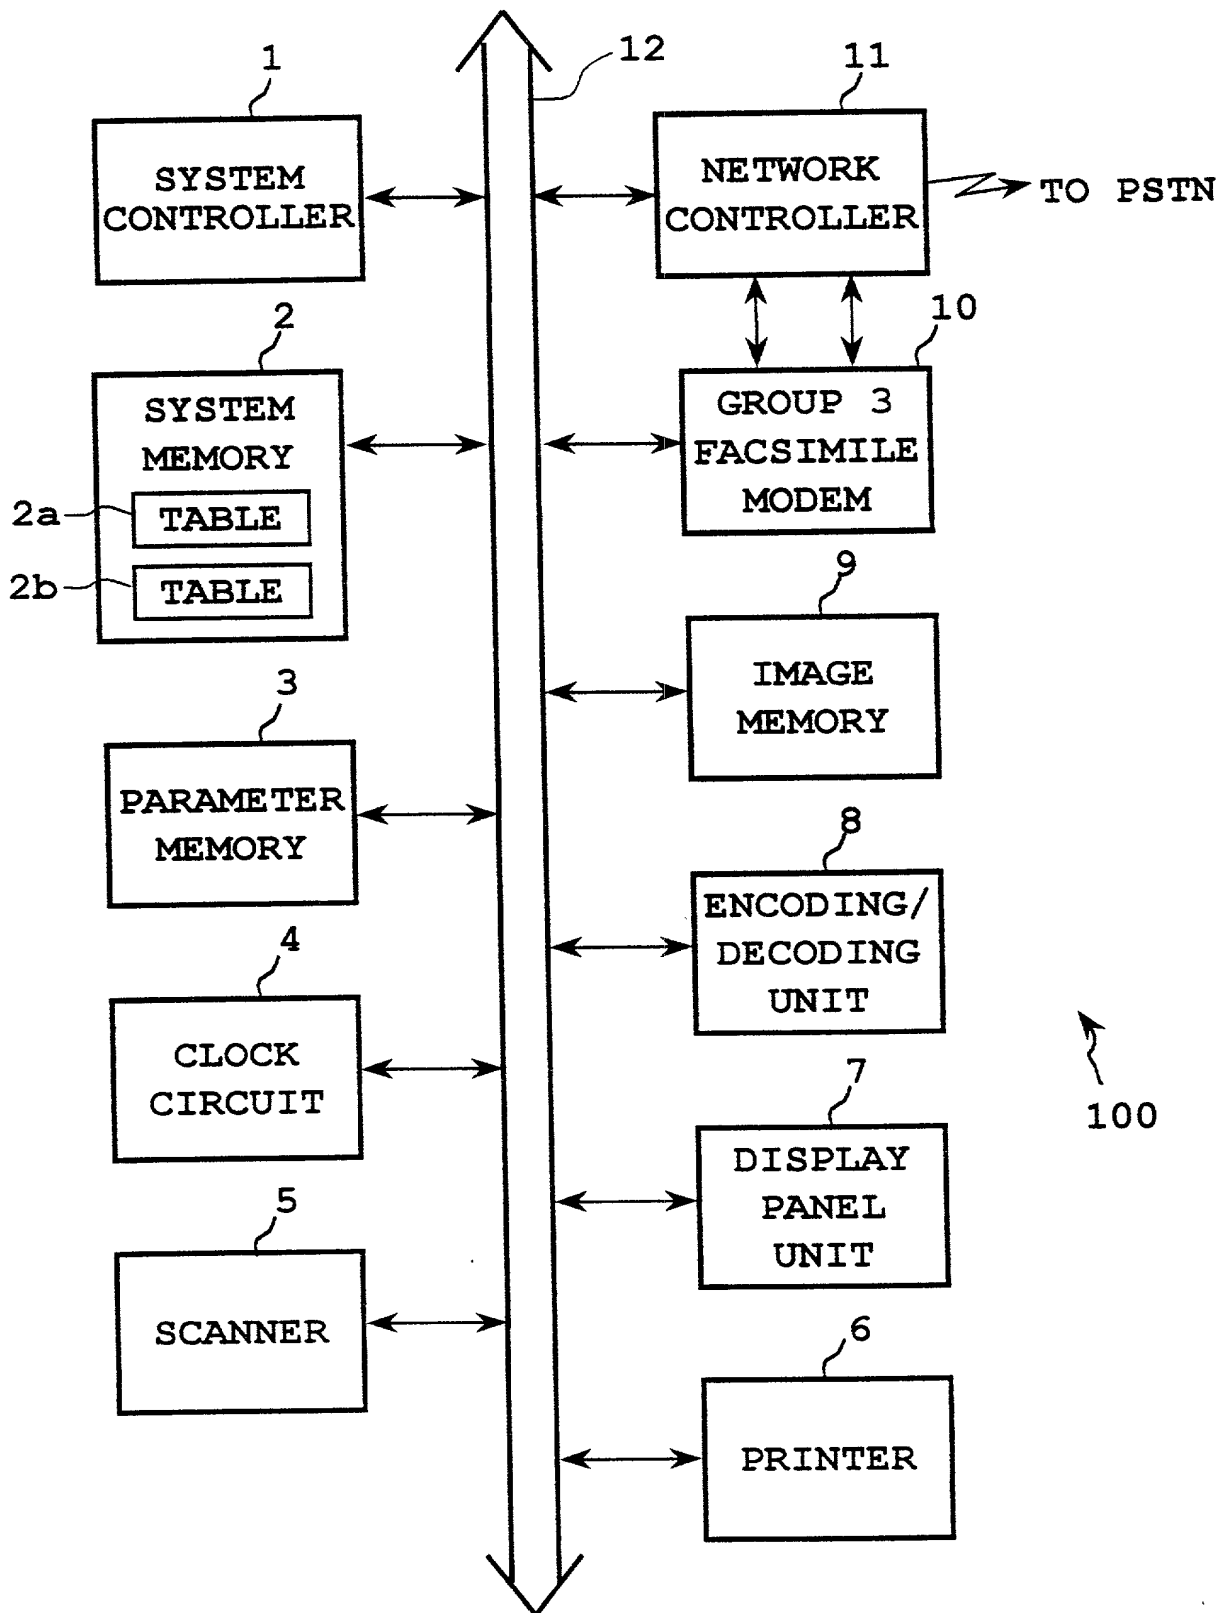 1
SYSTEM
CONTROLLER
2
SYSTEM
MEMORY
2a
TABLE
2b
TABLE
3
PARAMETER
MEMORY
4
CLOCK
CIRCUIT
5
SCANNER
12
11
NETWORK
CONTROLLER
TO PSTN
10
GROUP 3
FACSIMILE
MODEM
9
IMAGE
MEMORY
8
ENCODING/
DECODING
UNIT
100
7
DISPLAY
PANEL
UNIT
6
PRINTER